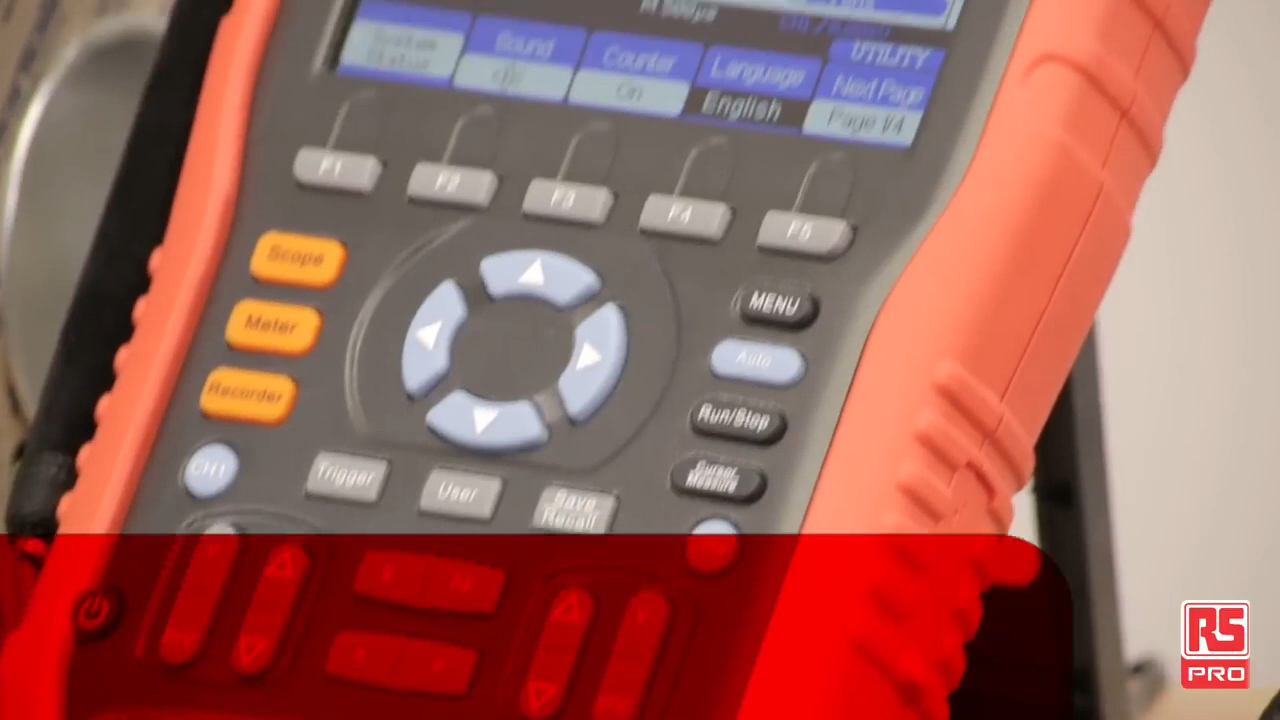 UTILITY
System Status
Sound
Counter
On
Language
English
Next Page
Page 1/4
F1
F2
F3
F4
F5
Scope
MENU
Meter
Auto
Recorder
Run/Stop
CH1
Trigger
User
Save
Recall
Cursor
Measure
RS
PRO